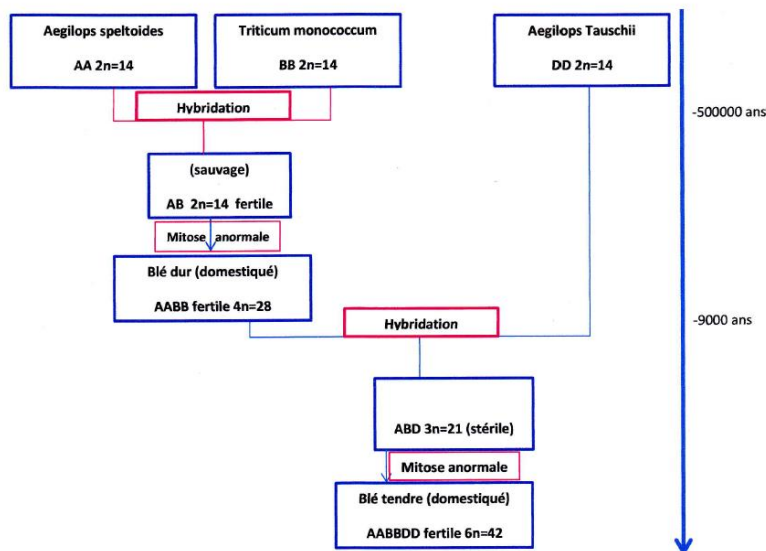 Aegilops speltoides
AA 2n=14
Triticum monococcum
BB 2n=14
Aegilops Tauschii
DD 2n=14
Hybridation
-500000 ans
(sauvage)
AB 2n=14 fertile
Mitose anormale
Blé dur (domestiqué)
AABB fertile 4n=28
Hybridation
-9000 ans
ABD 3n=21 (stérile)
Mitose anormale
Blé tendre (domestiqué)
AABBDD fertile 6n=42